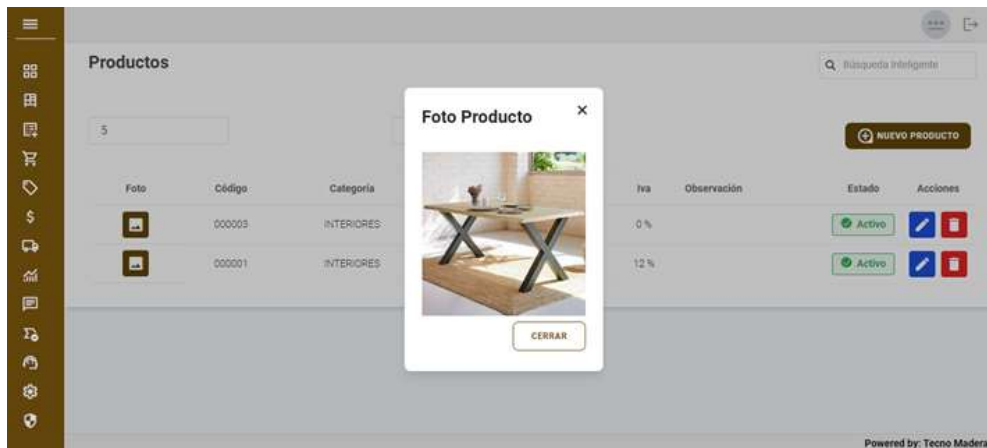 Productos
Búsqueda Inteligente
Foto Producto
×
5
NUEVO PRODUCTO
Foto Código Categoría Iva Observación Estado Acciones
000003 INTERIORES 0 % Activo
000001 INTERIORES 12 % Activo
CERRAR
Powered by: Tecno Madera